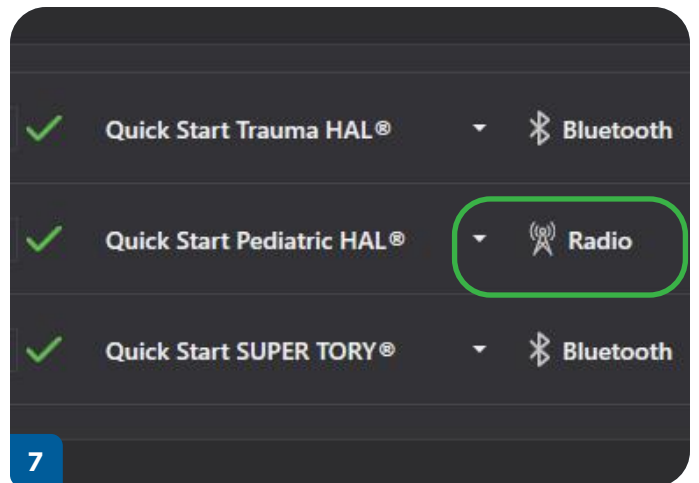 Quick Start Trauma HAL® Bluetooth
Quick Start Pediatric HAL® Radio
Quick Start SUPER TORY® Bluetooth
7